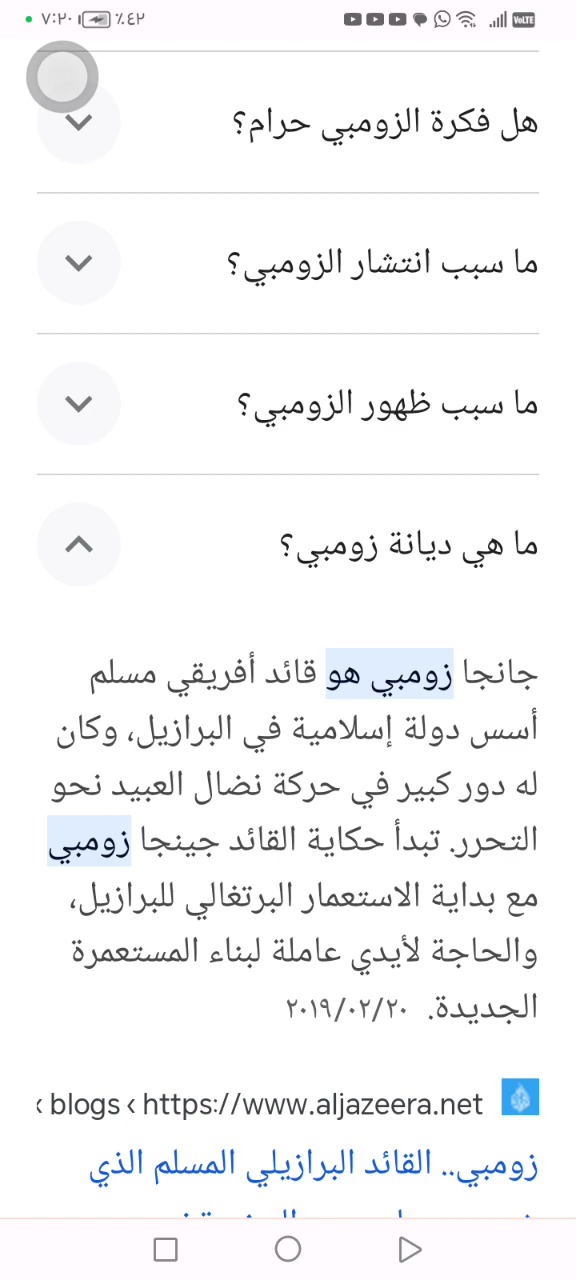 ٧:٢٠ ٪٤٢ VoLTE
هل فكرة الزومبي حرام؟
ما سبب انتشار الزومبي؟
ما سبب ظهور الزومبي؟
ما هي ديانة زومبي؟
جانجا زومبي هو قائد أفريقي مسلم
أسس دولة إسلامية في البرازيل، وكان
له دور كبير في حركة نضال العبيد نحو
التحرر. تبدأ حكاية القائد جينجا زومبي
مع بداية الاستعمار البرتغالي للبرازيل،
والحاجة لأيدي عاملة لبناء المستعمرة
الجديدة. ٢٠١٩/٠٢/٢٠
https://www.aljazeera.net › blogs ›
زومبي.. القائد البرازيلي المسلم الذي